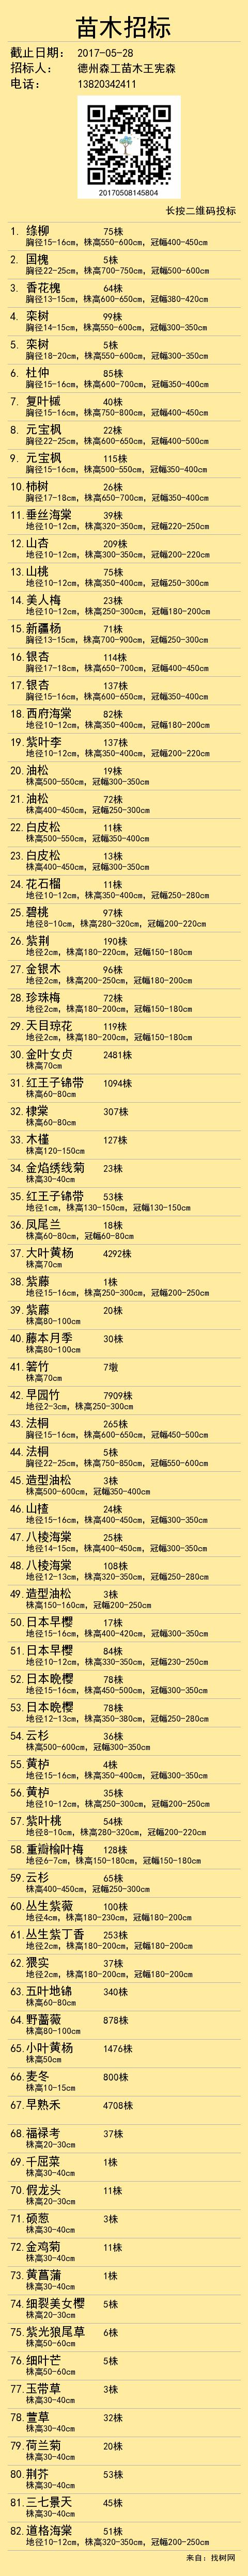 苗木招标
截止日期: 2017-05-28
招标人: 德州森工苗木王宪森
电话: 13820342411
20170508145804
长按二维码投标
1. 绦柳 75株
胸径15-16cm, 株高550-600cm, 冠幅400-450cm
2. 国槐 5株
胸径22-25cm, 株高700-750cm, 冠幅500-600cm
3. 香花槐 64株
胸径13-15cm, 株高600-650cm, 冠幅380-420cm
4. 栾树 99株
胸径14-15cm, 株高550-600cm, 冠幅300-350cm
5. 栾树 5株
胸径18-20cm, 株高550-600cm, 冠幅300-350cm
6. 杜仲 85株
胸径15-16cm, 株高600-700cm, 冠幅350-400cm
7. 复叶槭 40株
胸径15-16cm, 株高750-800cm, 冠幅400-450cm
8. 元宝枫 22株
胸径22-25cm, 株高600-650cm, 冠幅400-500cm
9. 元宝枫 115株
胸径15-16cm, 株高500-550cm, 冠幅350-400cm
10. 柿树 26株
胸径17-18cm, 株高650-700cm, 冠幅350-400cm
11. 垂丝海棠 39株
地径10-12cm, 株高320-350cm, 冠幅220-250cm
12. 山杏 209株
地径10-12cm, 株高300-350cm, 冠幅200-220cm
13. 山桃 75株
地径10-12cm, 株高350-400cm, 冠幅250-300cm
14. 美人梅 23株
地径10-12cm, 株高250-300cm, 冠幅180-200cm
15. 新疆杨 71株
胸径13-15cm, 株高700-900cm, 冠幅250-300cm
16. 银杏 114株
胸径17-18cm, 株高650-700cm, 冠幅400-450cm
17. 银杏 137株
胸径15-16cm, 株高600-650cm, 冠幅350-400cm
18. 西府海棠 82株
地径10-12cm, 株高350-400cm, 冠幅180-200cm
19. 紫叶李 137株
地径10-12cm, 株高350-400cm, 冠幅200-220cm
20. 油松 19株
株高500-550cm, 冠幅300-350cm
21. 油松 72株
株高400-450cm, 冠幅250-300cm
22. 白皮松 11株
株高500-550cm, 冠幅350-400cm
23. 白皮松 13株
株高400-450cm, 冠幅300-350cm
24. 花石榴 11株
地径10-12cm, 株高350-400cm, 冠幅250-280cm
25. 碧桃 97株
地径8-10cm, 株高280-320cm, 冠幅200-220cm
26. 紫荆 190株
地径2cm, 株高180-220cm, 冠幅150-180cm
27. 金银木 96株
地径2cm, 株高200-250cm, 冠幅180-200cm
28. 珍珠梅 72株
地径2cm, 株高180-200cm, 冠幅150-180cm
29. 天目琼花 119株
地径2cm, 株高180-200cm, 冠幅150-180cm
30. 金叶女贞 2481株
株高70cm
31. 红王子锦带 1094株
株高60-80cm
32. 棣棠 307株
株高60-80cm
33. 木槿 127株
株高120-150cm
34. 金焰绣线菊 23株
株高30-40cm
35. 红王子锦带 53株
地径1cm, 株高130-150cm, 冠幅130-150cm
36. 凤尾兰 18株
株高60-80cm, 冠幅60-80cm
37. 大叶黄杨 4292株
株高70cm
38. 紫藤 1株
地径15-16cm, 株高250-300cm, 冠幅200-250cm
39. 紫藤 20株
株高80-100cm
40. 藤本月季 30株
株高80-100cm
41. 箬竹 7墩
株高70cm
42. 早园竹 7909株
地径2-3cm, 株高250-300cm
43. 法桐 265株
胸径15-16cm, 株高600-650cm, 冠幅450-500cm
44. 法桐 5株
胸径22-25cm, 株高750-850cm, 冠幅550-600cm
45. 造型油松 3株
株高500-600cm, 冠幅350-400cm
46. 山楂 24株
地径15-16cm, 株高400-450cm, 冠幅300-350cm
47. 八棱海棠 25株
地径14-15cm, 株高400-450cm, 冠幅300-350cm
48. 八棱海棠 108株
地径12-13cm, 株高320-350cm, 冠幅250-280cm
49. 造型油松 3株
株高150-160cm, 冠幅200-250cm
50. 日本早樱 17株
地径15-16cm, 株高400-420cm, 冠幅300-350cm
51. 日本早樱 84株
地径10-12cm, 株高330-350cm, 冠幅230-250cm
52. 日本晚樱 78株
地径15-16cm, 株高450-500cm, 冠幅300-350cm
53. 日本晚樱 78株
地径12-13cm, 株高350-380cm, 冠幅250-280cm
54. 云杉 36株
株高500-600cm, 冠幅300-350cm
55. 黄栌 4株
地径15-16cm, 株高350-400cm, 冠幅300-350cm
56. 黄栌 35株
地径10-12cm, 株高250-300cm, 冠幅200-250cm
57. 紫叶桃 54株
地径8-10cm, 株高280-320cm, 冠幅200-220cm
58. 重瓣榆叶梅 128株
地径6-7cm, 株高150-180cm, 冠幅150-180cm
59. 云杉 65株
株高400-450cm, 冠幅250-300cm
60. 丛生紫薇 100株
地径4cm, 株高180-230cm, 冠幅180-200cm
61. 丛生紫丁香 253株
地径2cm, 株高180-200cm, 冠幅180-200cm
62. 猥实 37株
地径2cm, 株高180-200cm, 冠幅180-200cm
63. 五叶地锦 340株
株高60-80cm
64. 野蔷薇 878株
株高80-100cm
65. 小叶黄杨 1476株
株高50cm
66. 麦冬 800株
株高10-15cm
67. 早熟禾 4708株
68. 福禄考 37株
株高20-30cm
69. 千屈菜 1株
株高30-40cm
70. 假龙头 11株
株高20-30cm
71. 硕葱 3株
株高30-40cm
72. 金鸡菊 11株
株高30-40cm
73. 黄菖蒲 1株
株高30-40cm
74. 细裂美女樱 5株
株高20-30cm
75. 紫光狼尾草 6株
株高50-60cm
76. 细叶芒 5株
株高50-60cm
77. 玉带草 3株
株高30-40cm
78. 萱草 32株
株高30-40cm
79. 荷兰菊 20株
株高30-40cm
80. 荆芥 53株
株高30-40cm
81. 三七景天 45株
株高30-40cm
82. 道格海棠 51株
地径10-12cm, 株高320-350cm, 冠幅200-250cm
来自: 找树网